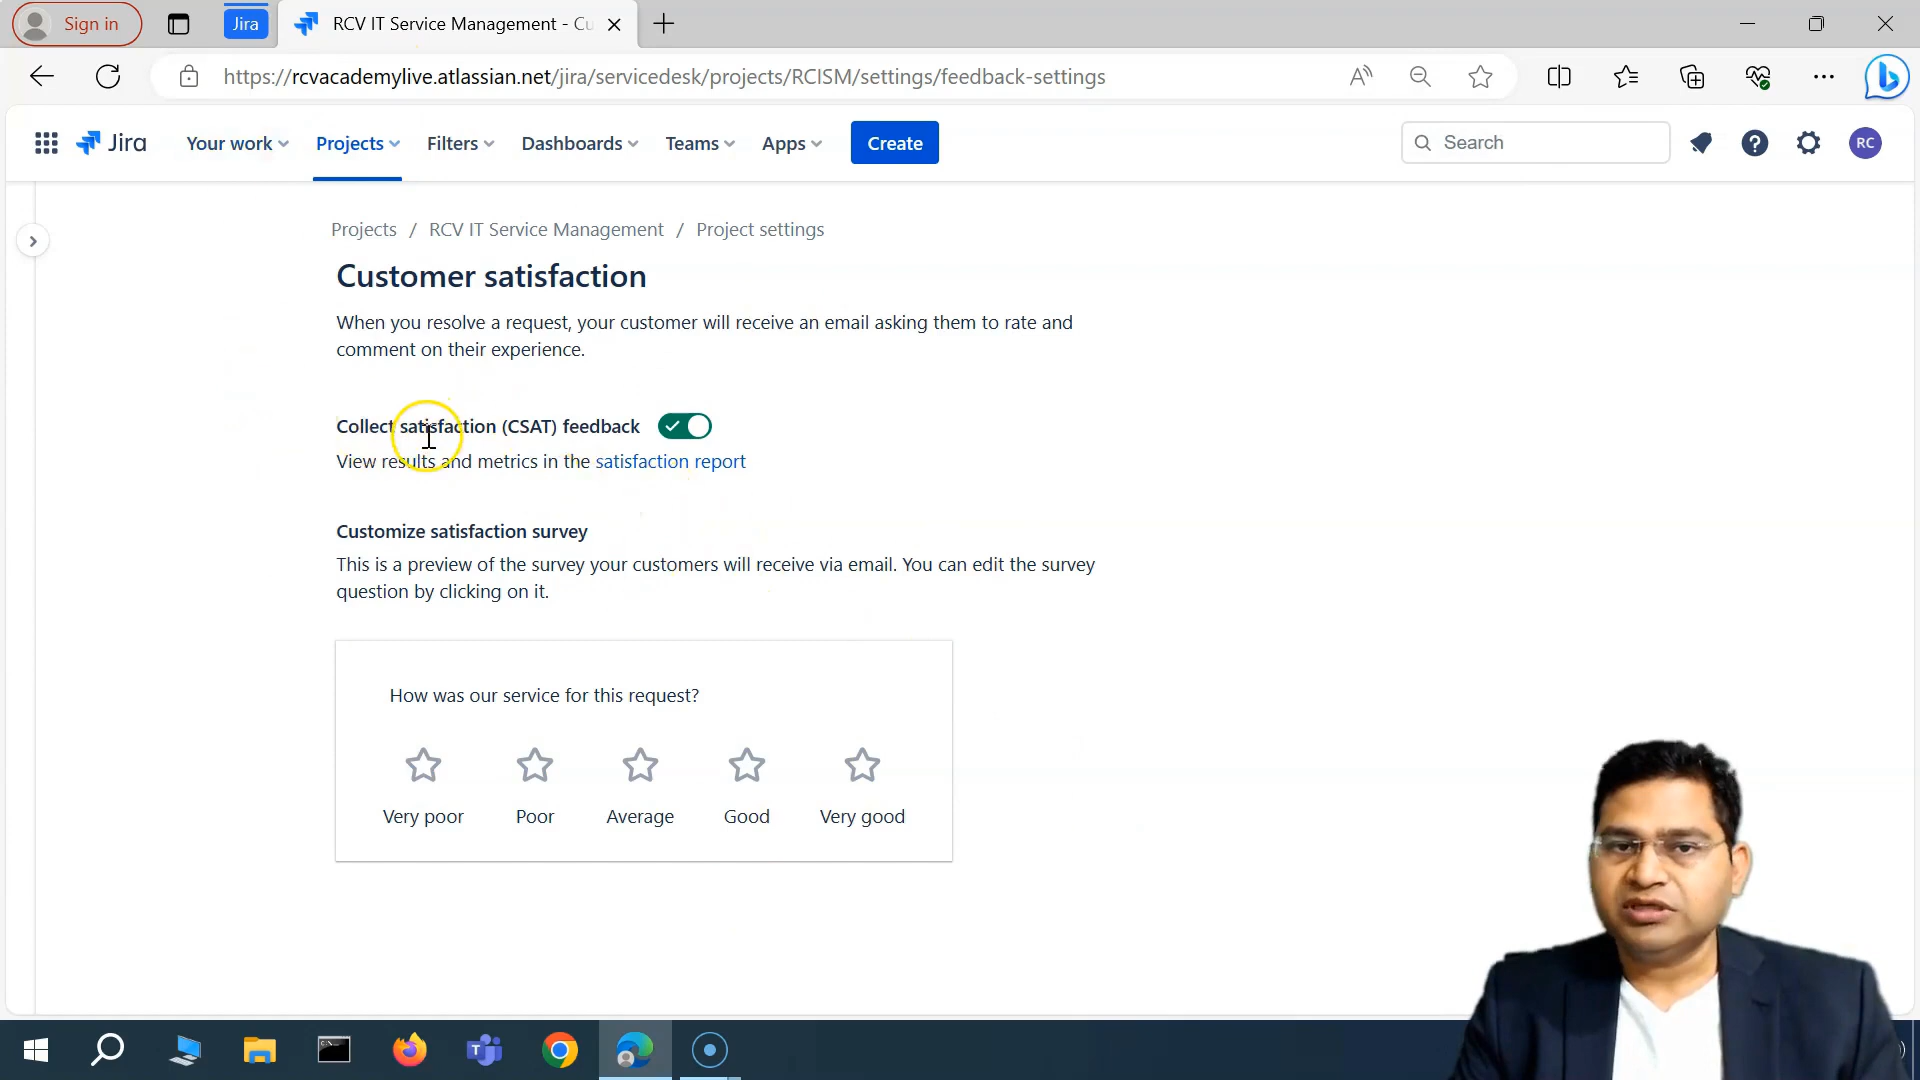 Sign in
Jira
RCV IT Service Management - Cu
https://rcvacademylive.atlassian.net/jira/servicedesk/projects/RCISM/settings/feedback-settings
Jira
Your work
Projects
Filters
Dashboards
Teams
Apps
Create
Search
RC
Projects / RCV IT Service Management / Project settings
Customer satisfaction
When you resolve a request, your customer will receive an email asking them to rate and
comment on their experience.
Collect satisfaction (CSAT) feedback
View results and metrics in the satisfaction report
Customize satisfaction survey
This is a preview of the survey your customers will receive via email. You can edit the survey
question by clicking on it.
How was our service for this request?
Very poor
Poor
Average
Good
Very good